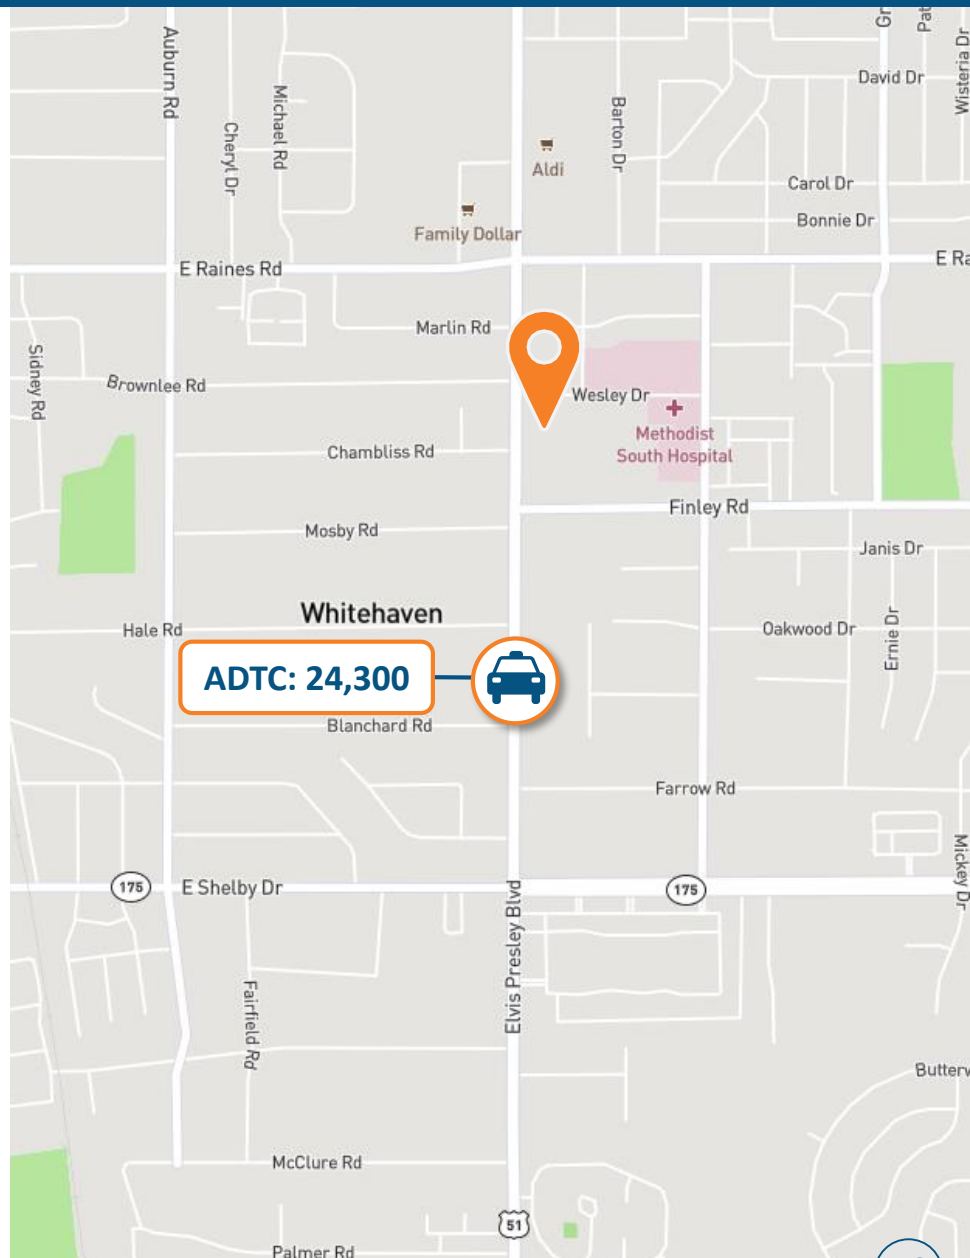 Auburn Rd
Michael Rd
Cheryl Dr
Barton Dr
Aldi
Family Dollar
David Dr
Wisteria Dr
Carol Dr
Bonnie Dr
E Raines Rd
Marlin Rd
Sidney Rd
Brownlee Rd
Wesley Dr
Methodist
South Hospital
Chambliss Rd
Finley Rd
Mosby Rd
Janis Dr
Whitehaven
Hale Rd
Oakwood Dr
Ernie Dr
ADTC: 24,300
Blanchard Rd
Farrow Rd
Mickey Dr
175
E Shelby Dr
175
Elvis Presley Blvd
Fairfield Rd
McClure Rd
51
Palmer Rd